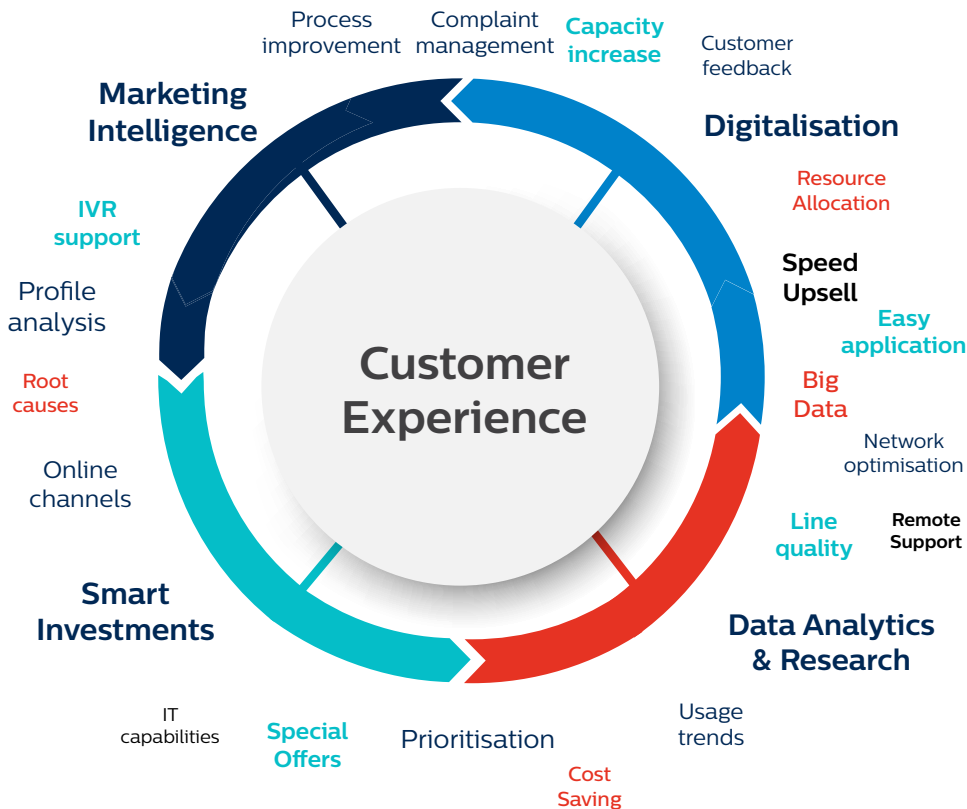 Process
improvement
Complaint
management
Capacity
increase
Customer
feedback
Marketing
Intelligence
Digitalisation
Resource
Allocation
IVR
support
Speed
Upsell
Profile
analysis
Easy
application
Customer
Experience
Root
causes
Big
Data
Network
optimisation
Online
channels
Line
quality
Remote
Support
Smart
Investments
Data Analytics
& Research
IT
capabilities
Special
Offers
Prioritisation
Usage
trends
Cost
Saving